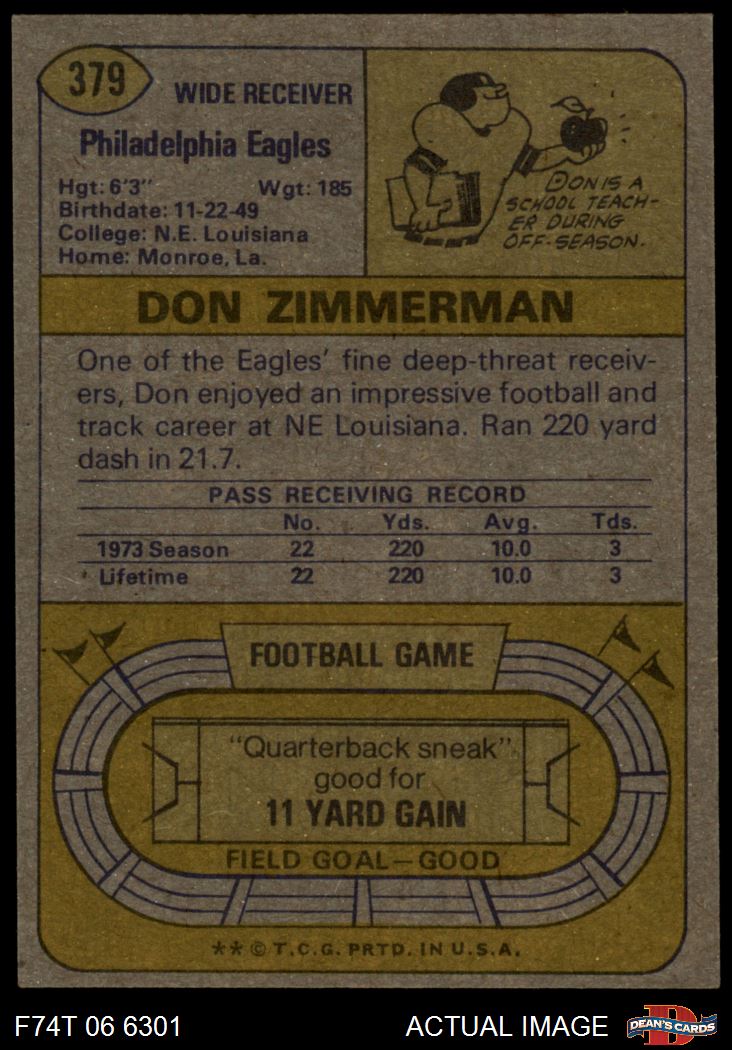 379
WIDE RECEIVER
Philadelphia Eagles
Hgt: 6'3" Wgt: 185
Birthdate: 11-22-49
College: N.E. Louisiana
Home: Monroe, La.
DON IS A
SCHOOL TEACH-
ER DURING
OFF-SEASON.
DON ZIMMERMAN
One of the Eagles' fine deep-threat receiv-
ers, Don enjoyed an impressive football and
track career at NE Louisiana. Ran 220 yard
dash in 21.7.
PASS RECEIVING RECORD
No. Yds. Avg. Tds.
1973 Season 22 220 10.0 3
Lifetime 22 220 10.0 3
FOOTBALL GAME
"Quarterback sneak"
good for
11 YARD GAIN
FIELD GOAL—GOOD
** © T.C.G. PRTD. IN U.S.A.
F74T 06 6301 ACTUAL IMAGE
D
DEAN'S CARDS